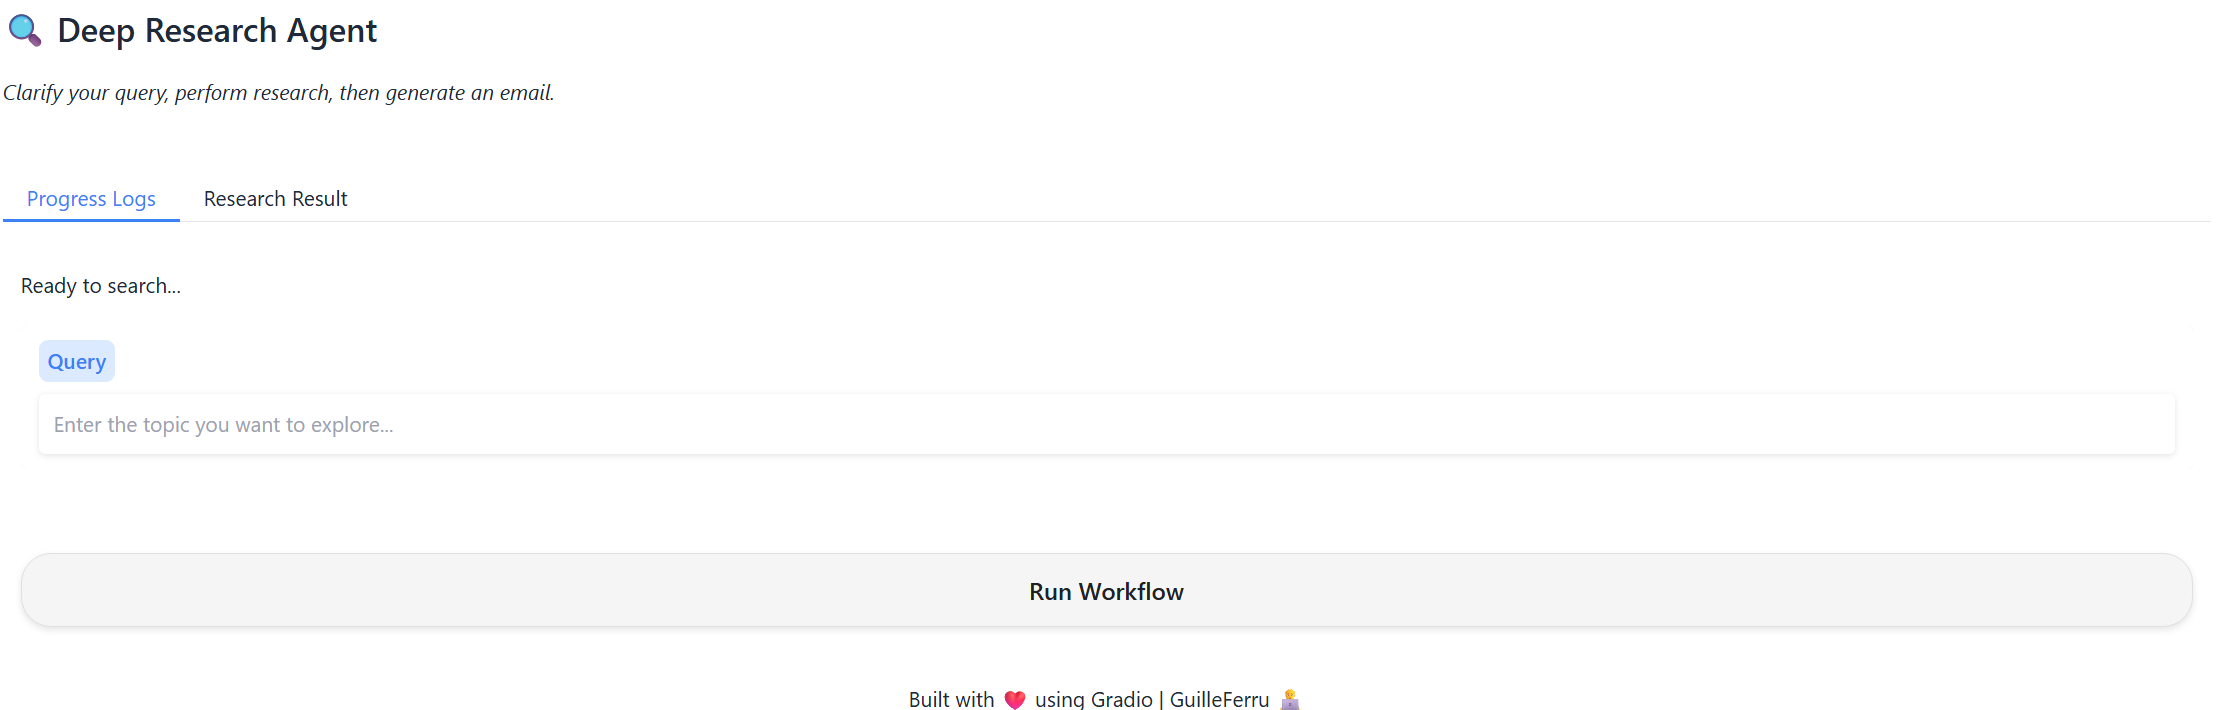 Deep Research Agent
Clarify your query, perform research, then generate an email.
Progress Logs Research Result
Ready to search...
Query
Enter the topic you want to explore...
Run Workflow
Built with ❤️ using Gradio | GuilleFerru